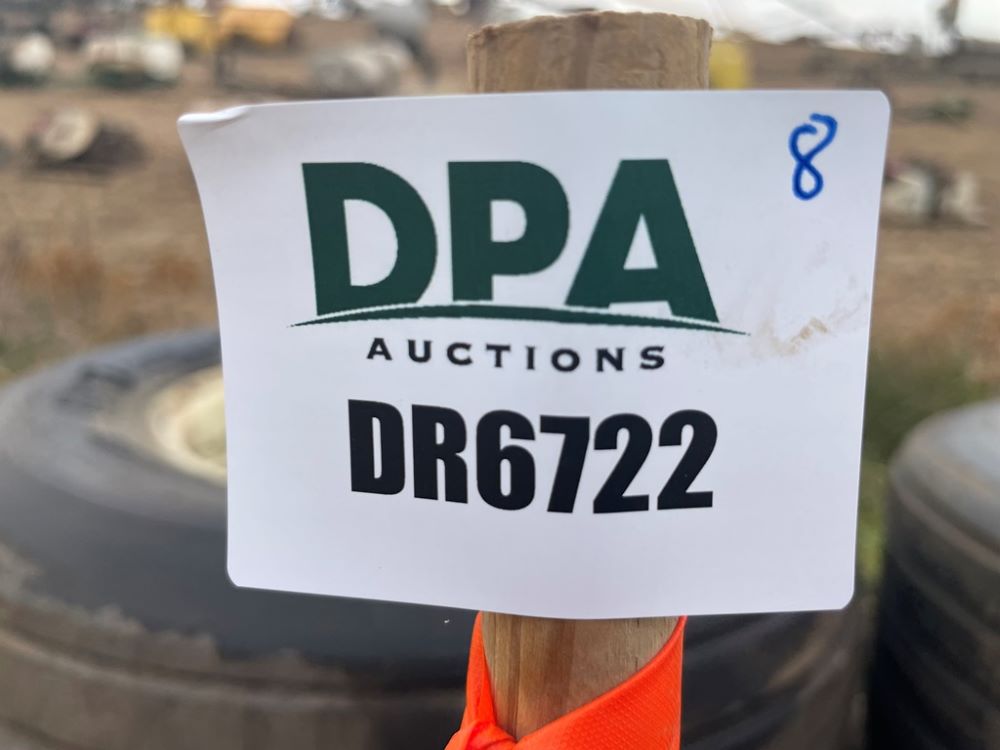 8
DPA
AUCTIONS
DR6722